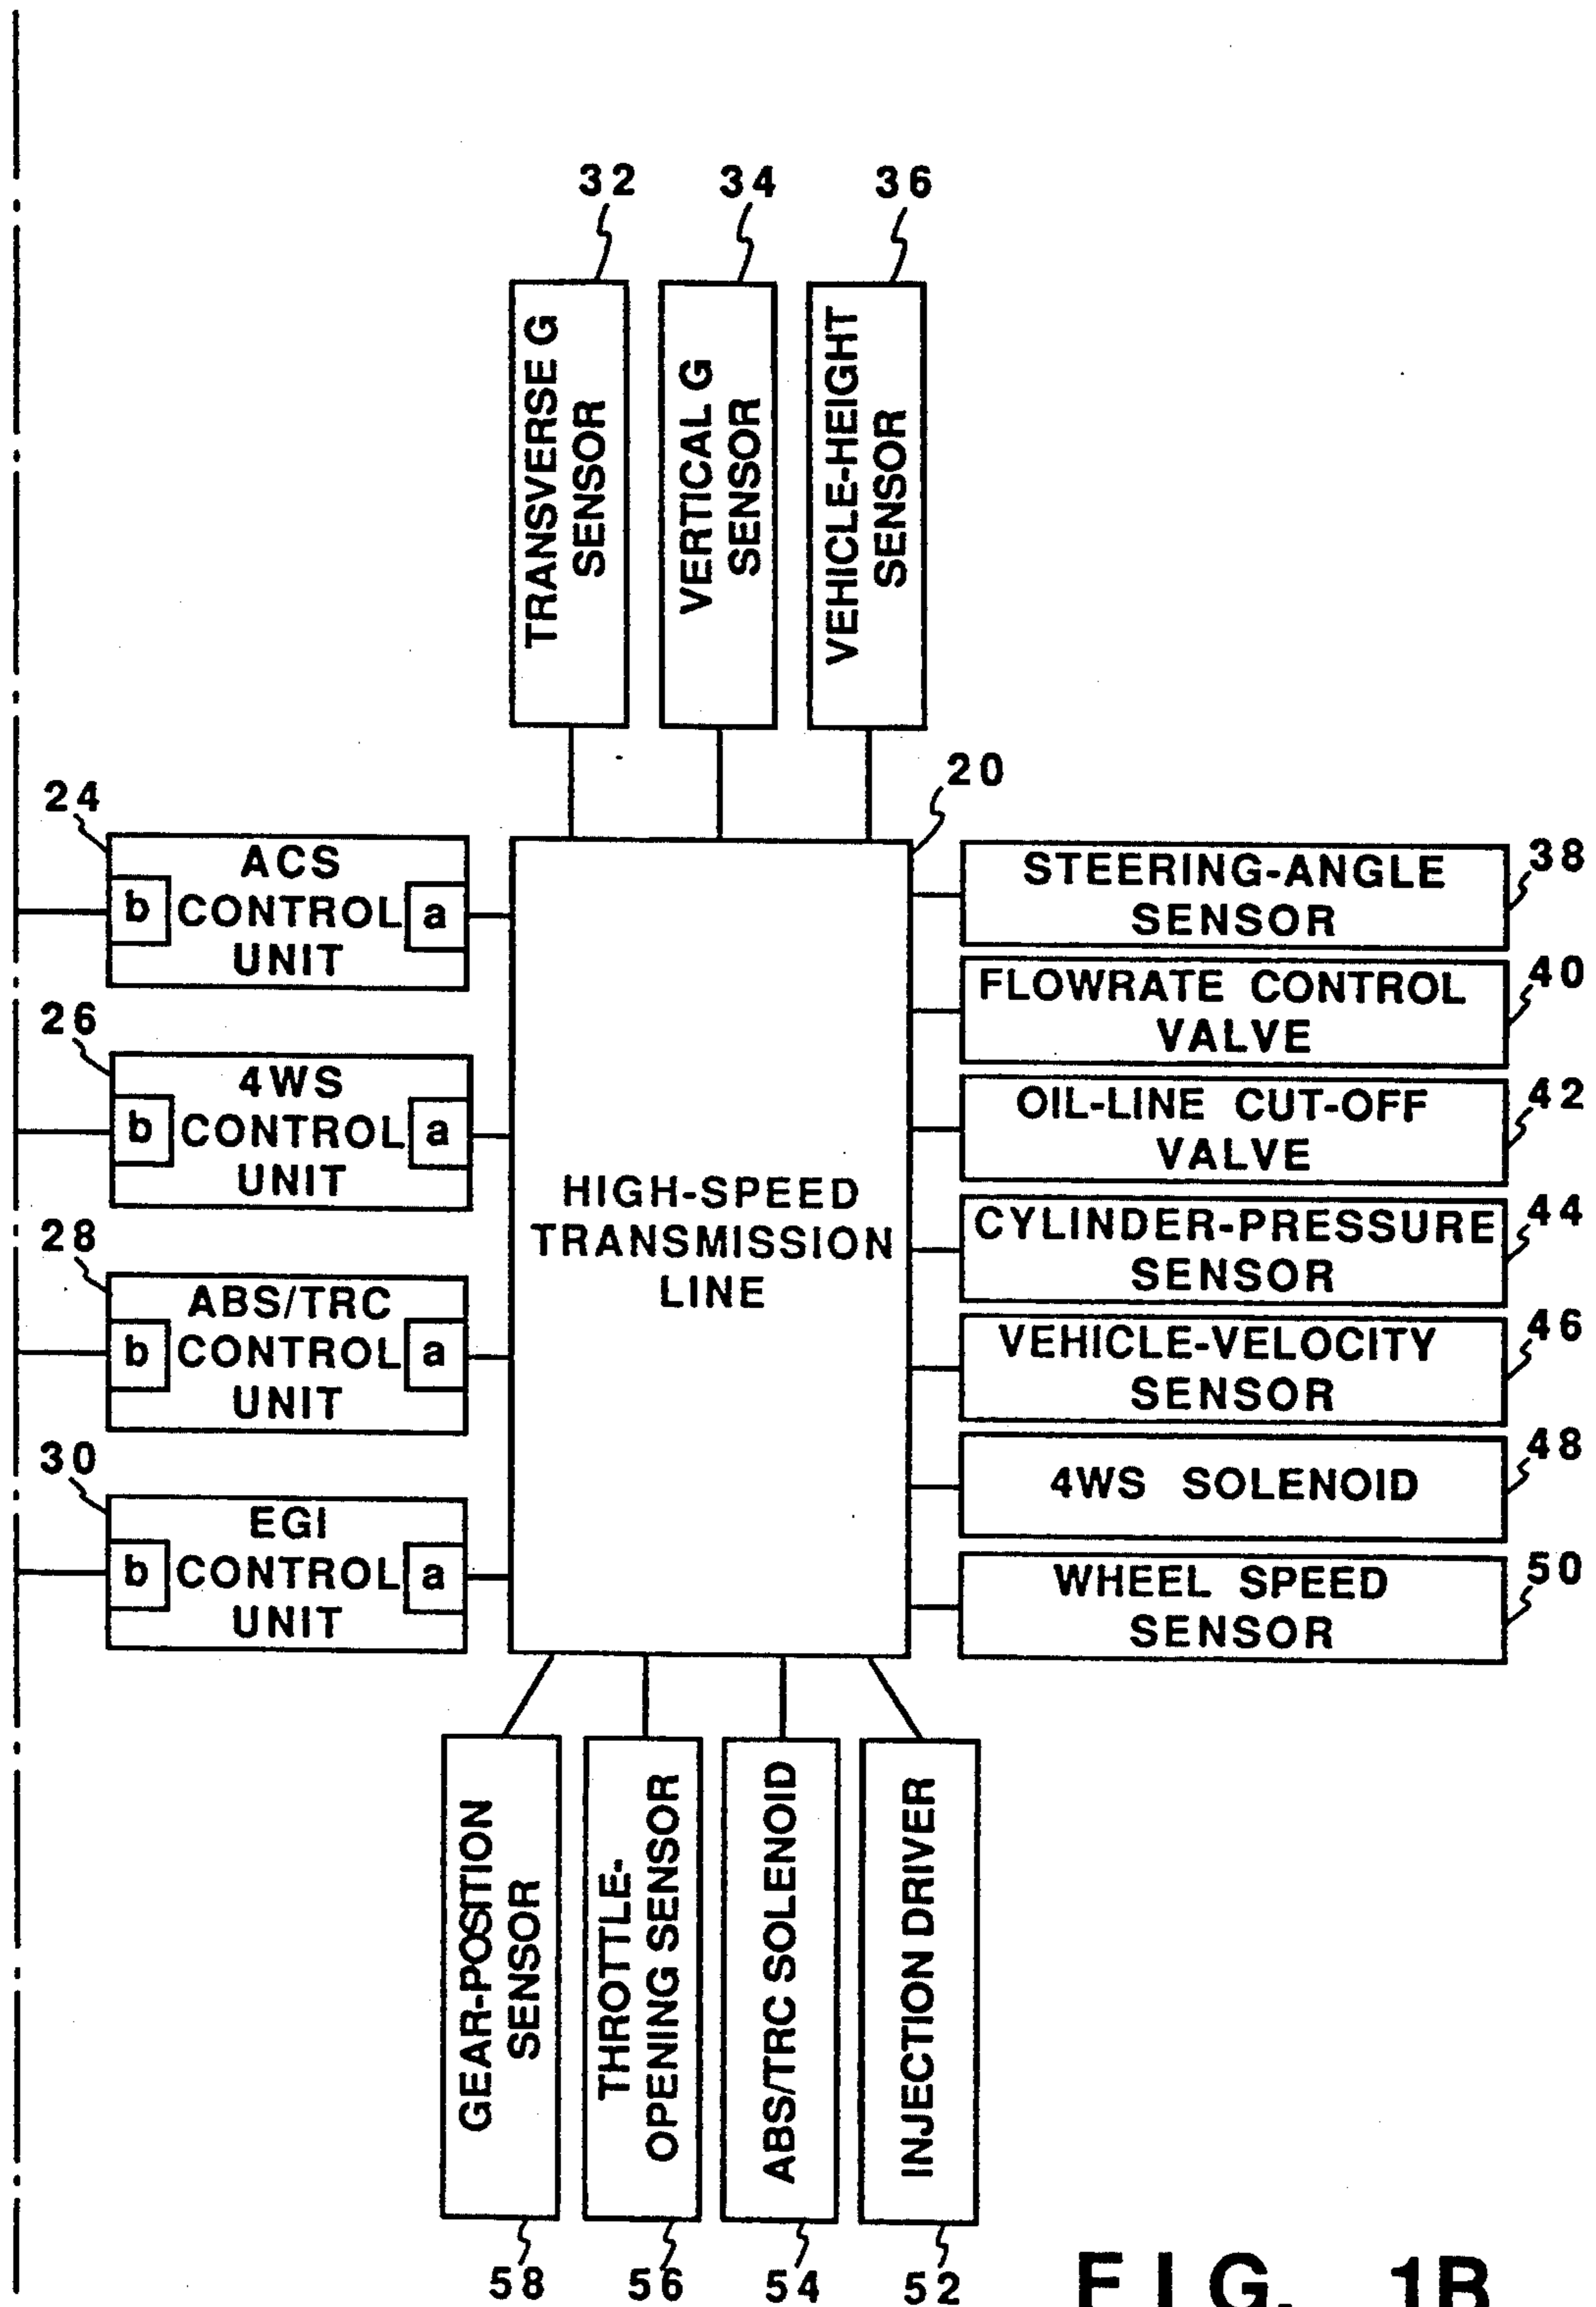 32 34 36
TRANSVERSE G
SENSOR
VERTICAL G
SENSOR
VEHICLE-HEIGHT
SENSOR
20
24
ACS
b CONTROL a
UNIT
26
4WS
b CONTROL a
UNIT
28
ABS/TRC
b CONTROL a
UNIT
30
EGI
b CONTROL a
UNIT
HIGH-SPEED
TRANSMISSION
LINE
STEERING-ANGLE
SENSOR
38
FLOWRATE CONTROL
VALVE
40
OIL-LINE CUT-OFF
VALVE
42
CYLINDER-PRESSURE
SENSOR
44
VEHICLE-VELOCITY
SENSOR
46
4WS SOLENOID
48
WHEEL SPEED
SENSOR
50
GEAR-POSITION
SENSOR
THROTTLE-
OPENING SENSOR
ABS/TRC SOLENOID
INJECTION DRIVER
58 56 54 52
FIG. 1B